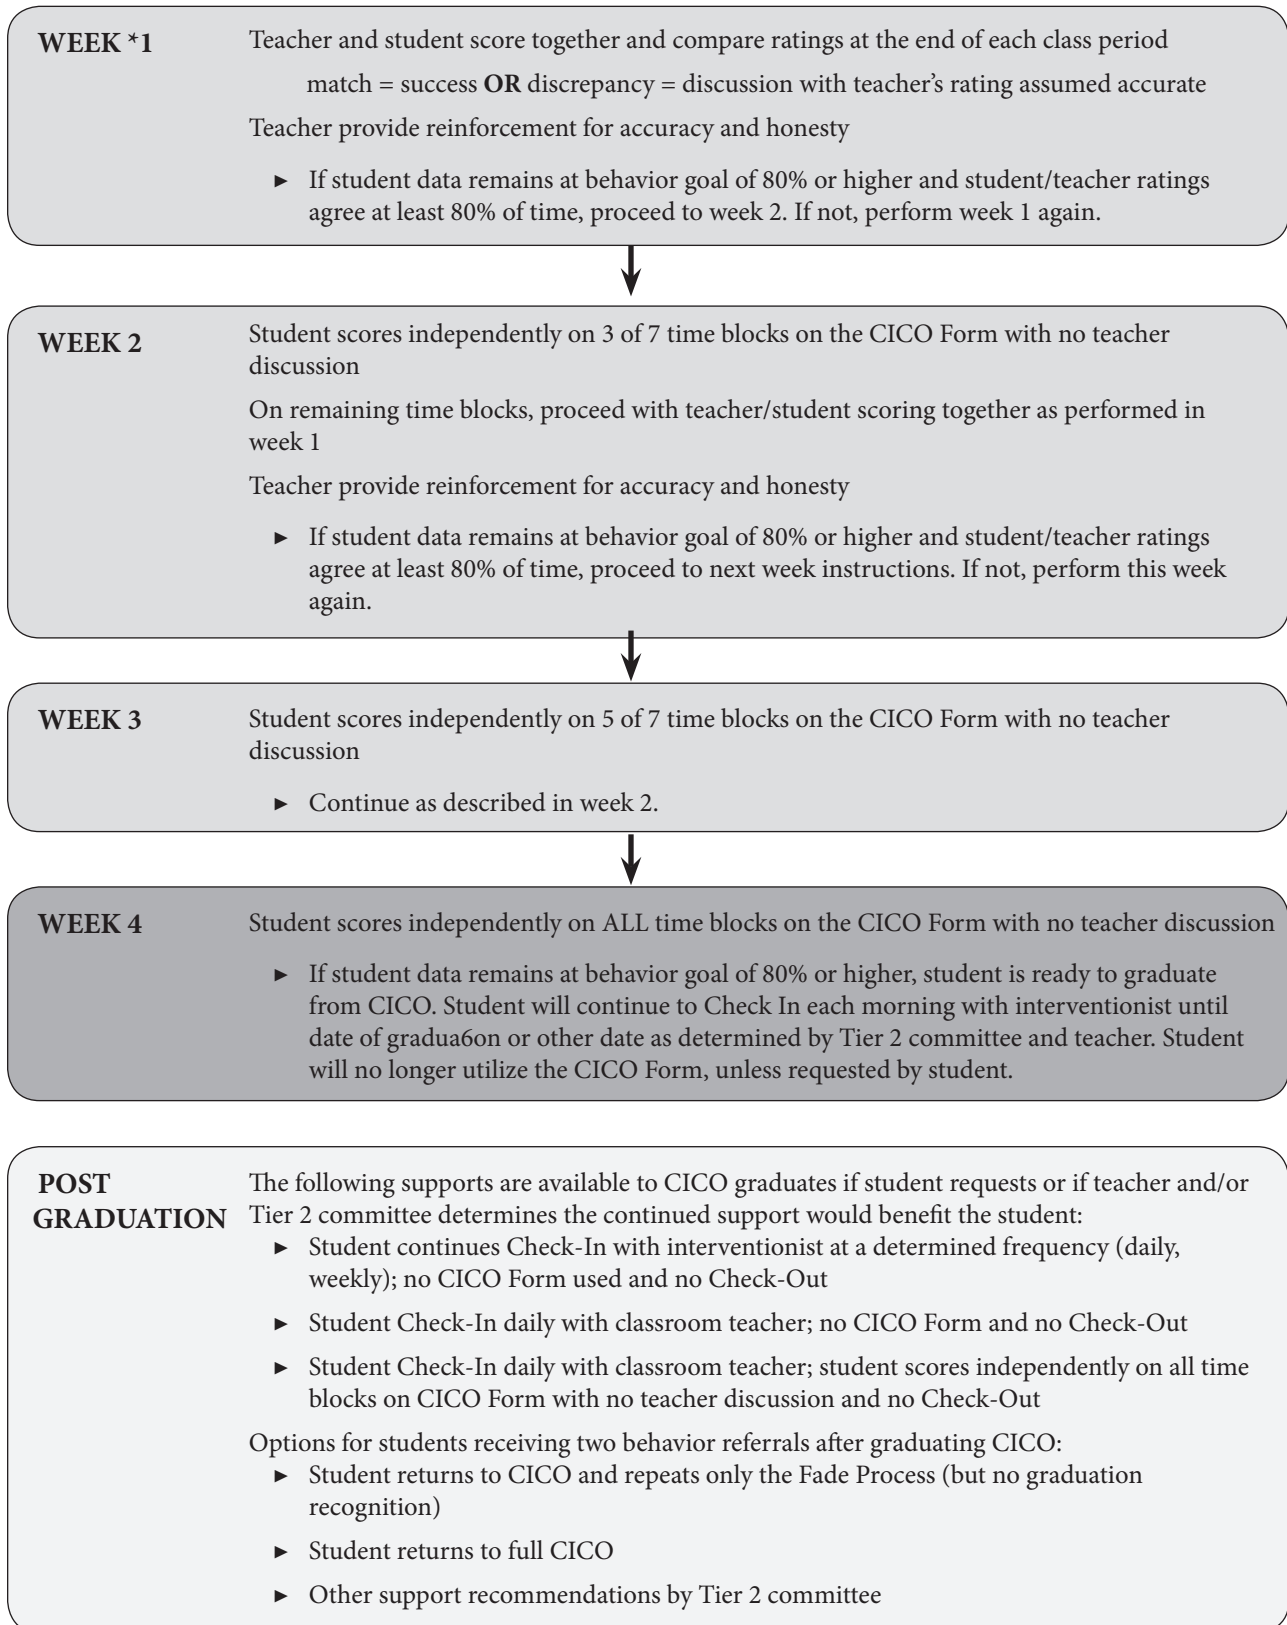 WEEK *1
Teacher and student score together and compare ratings at the end of each class period
match = success OR discrepancy = discussion with teacher’s rating assumed accurate
Teacher provide reinforcement for accuracy and honesty
► If student data remains at behavior goal of 80% or higher and student/teacher ratings
agree at least 80% of time, proceed to week 2. If not, perform week 1 again.
WEEK 2
Student scores independently on 3 of 7 time blocks on the CICO Form with no teacher
discussion
On remaining time blocks, proceed with teacher/student scoring together as performed in
week 1
Teacher provide reinforcement for accuracy and honesty
► If student data remains at behavior goal of 80% or higher and student/teacher ratings
agree at least 80% of time, proceed to next week instructions. If not, perform this week
again.
WEEK 3
Student scores independently on 5 of 7 time blocks on the CICO Form with no teacher
discussion
► Continue as described in week 2.
WEEK 4
Student scores independently on ALL time blocks on the CICO Form with no teacher discussion
► If student data remains at behavior goal of 80% or higher, student is ready to graduate
from CICO. Student will continue to Check In each morning with interventionist until
date of gradua6on or other date as determined by Tier 2 committee and teacher. Student
will no longer utilize the CICO Form, unless requested by student.
POST
GRADUATION
The following supports are available to CICO graduates if student requests or if teacher and/or
Tier 2 committee determines the continued support would benefit the student:
► Student continues Check-In with interventionist at a determined frequency (daily,
weekly); no CICO Form used and no Check-Out
► Student Check-In daily with classroom teacher; no CICO Form and no Check-Out
► Student Check-In daily with classroom teacher; student scores independently on all time
blocks on CICO Form with no teacher discussion and no Check-Out
Options for students receiving two behavior referrals after graduating CICO:
► Student returns to CICO and repeats only the Fade Process (but no graduation
recognition)
► Student returns to full CICO
► Other support recommendations by Tier 2 committee